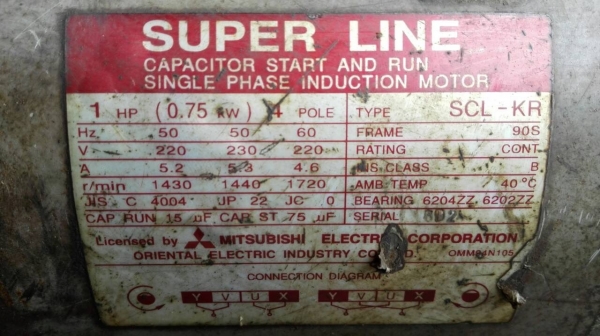 SUPER LINE
CAPACITOR START AND RUN
SINGLE PHASE INDUCTION MOTOR
1 HP (0.75 kW) 4 POLE TYPE SCL-KR
Hz 50 50 60 FRAME 90S
V 220 230 220 RATING CONT
A 5.2 5.3 4.6 INS.CLASS B
r/min 1430 1440 1720 AMB TEMP 40°C
JIS C 4004 JP 22 JC 0 BEARING 6204ZZ, 6202ZZ
CAP RUN 15 µF CAP ST 75 µF SERIAL
Licensed by MITSUBISHI ELECTRIC CORPORATION
ORIENTAL ELECTRIC INDUSTRY CO. LTD.
CONNECTION DIAGRAM
Y V U X Y V U X